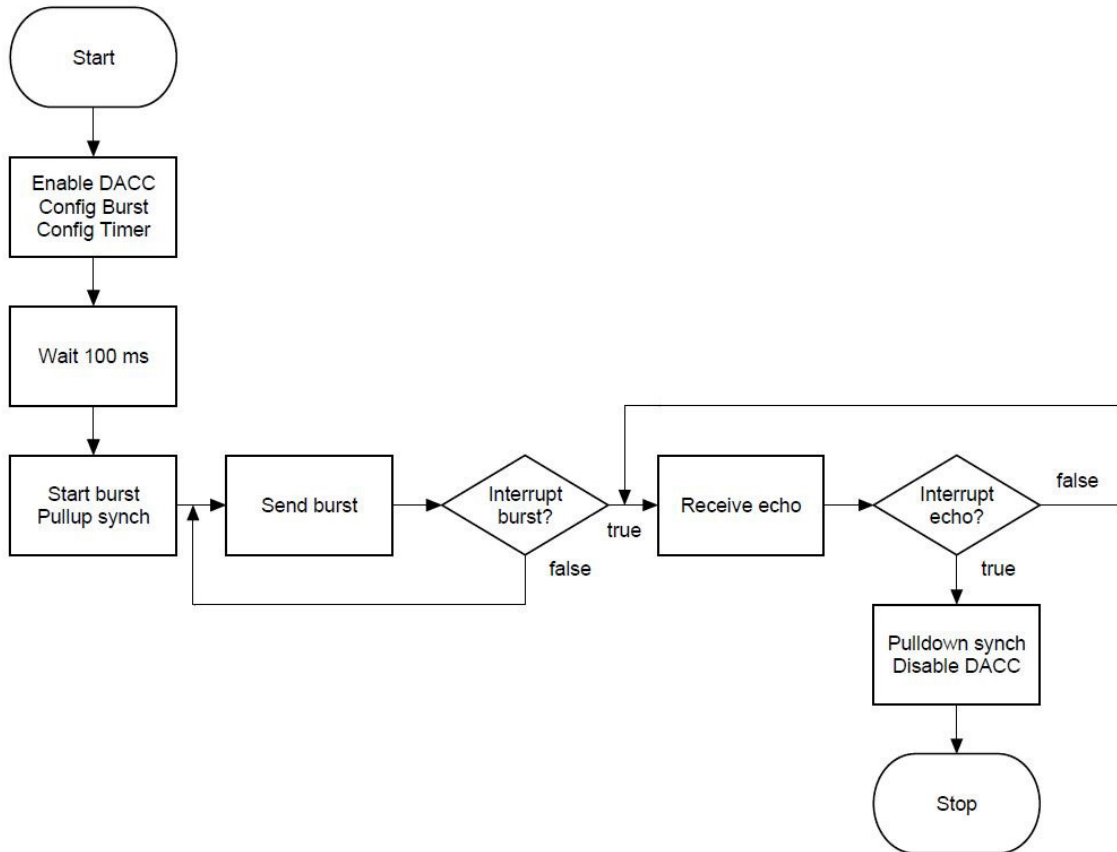 Start
Enable DACC
Config Burst
Config Timer
Wait 100 ms
Start burst
Pullup synch
Send burst
Interrupt
burst?
true
false
Receive echo
Interrupt
echo?
false
true
Pulldown synch
Disable DACC
Stop